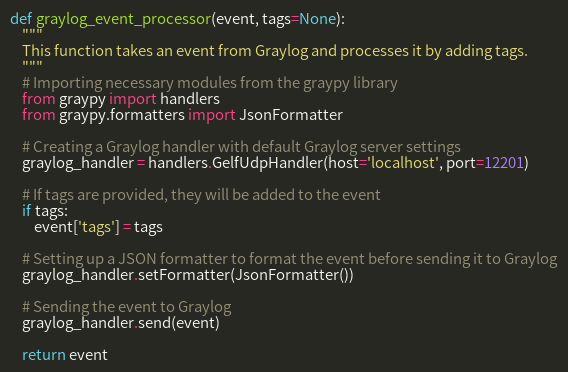 def graylog_event_processor(event, tags=None):
    """
    This function takes an event from Graylog and processes it by adding tags.
    """
    # Importing necessary modules from the graypy library
    from graypy import handlers
    from graypy.formatters import JsonFormatter

    # Creating a Graylog handler with default Graylog server settings
    graylog_handler = handlers.GelfUdpHandler(host='localhost', port=12201)

    # If tags are provided, they will be added to the event
    if tags:
        event['tags'] = tags

    # Setting up a JSON formatter to format the event before sending it to Graylog
    graylog_handler.setFormatter(JsonFormatter())

    # Sending the event to Graylog
    graylog_handler.send(event)

    return event